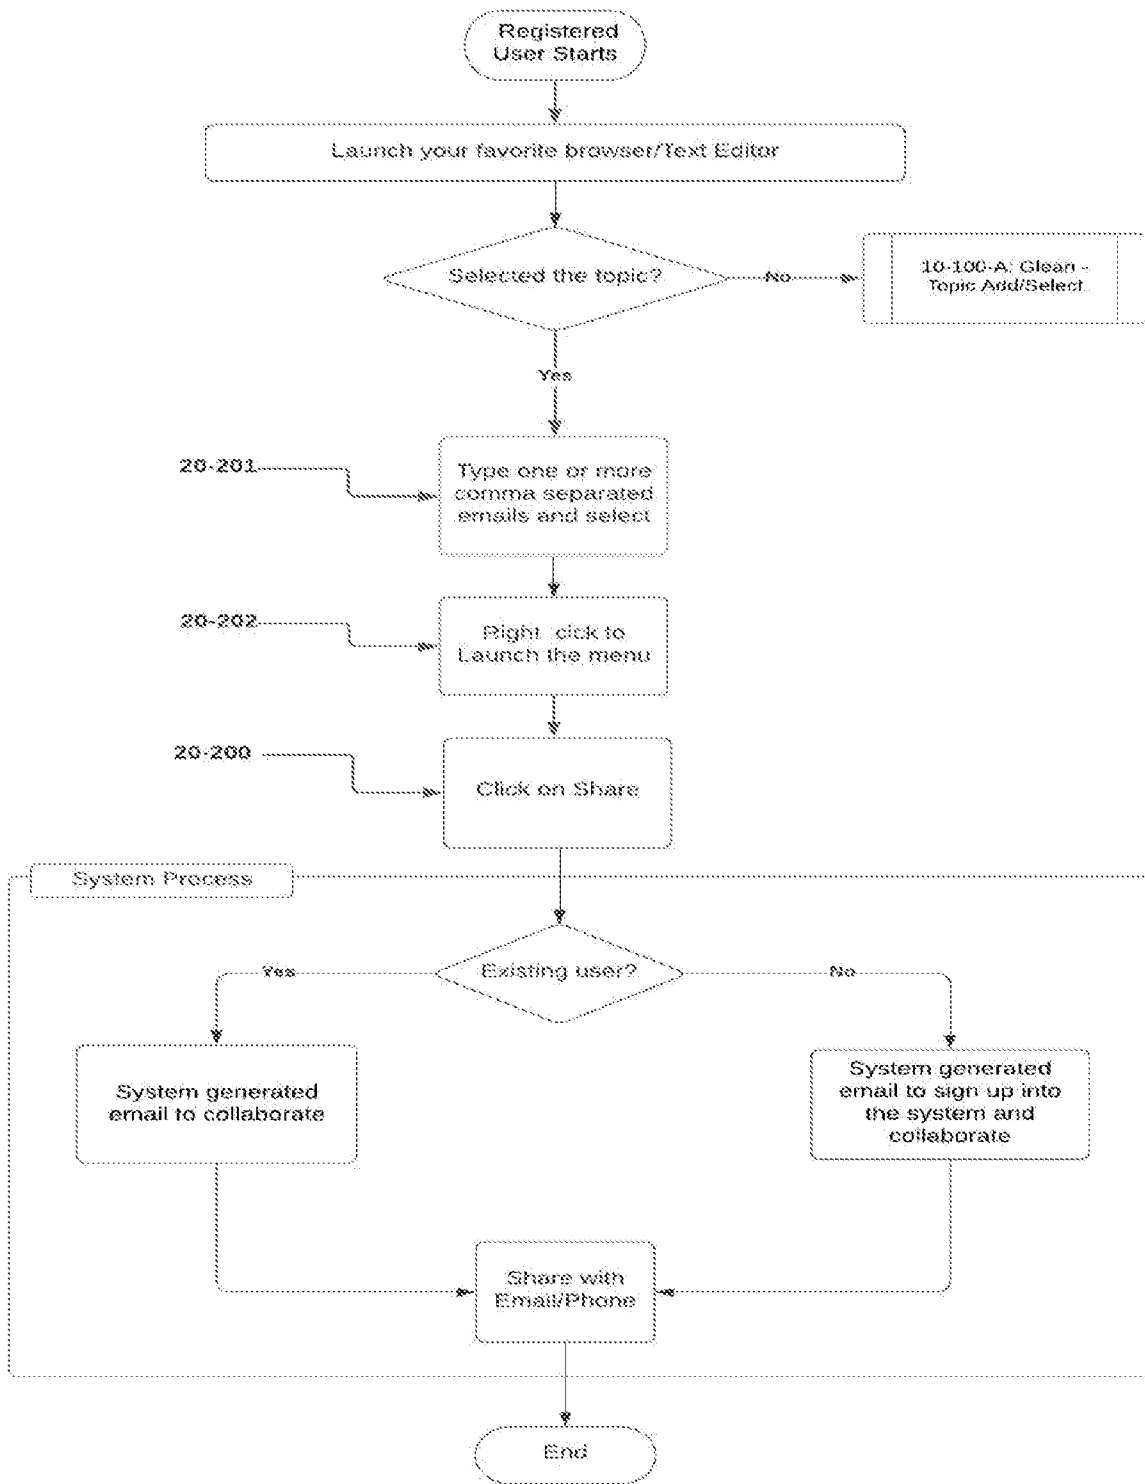 Registered
User Starts
Launch your favorite browser/Text Editor
Selected the topic?
No
10-100-A: Glean -
Topic Add/Select
Yes
20-201
Type one or more
comma separated
emails and select
20-202
Right cick to
Launch the menu
20-200
Click on Share
System Process
Existing user?
Yes
No
System generated
email to collaborate
System generated
email to sign up into
the system and
collaborate
Share with
Email/Phone
End